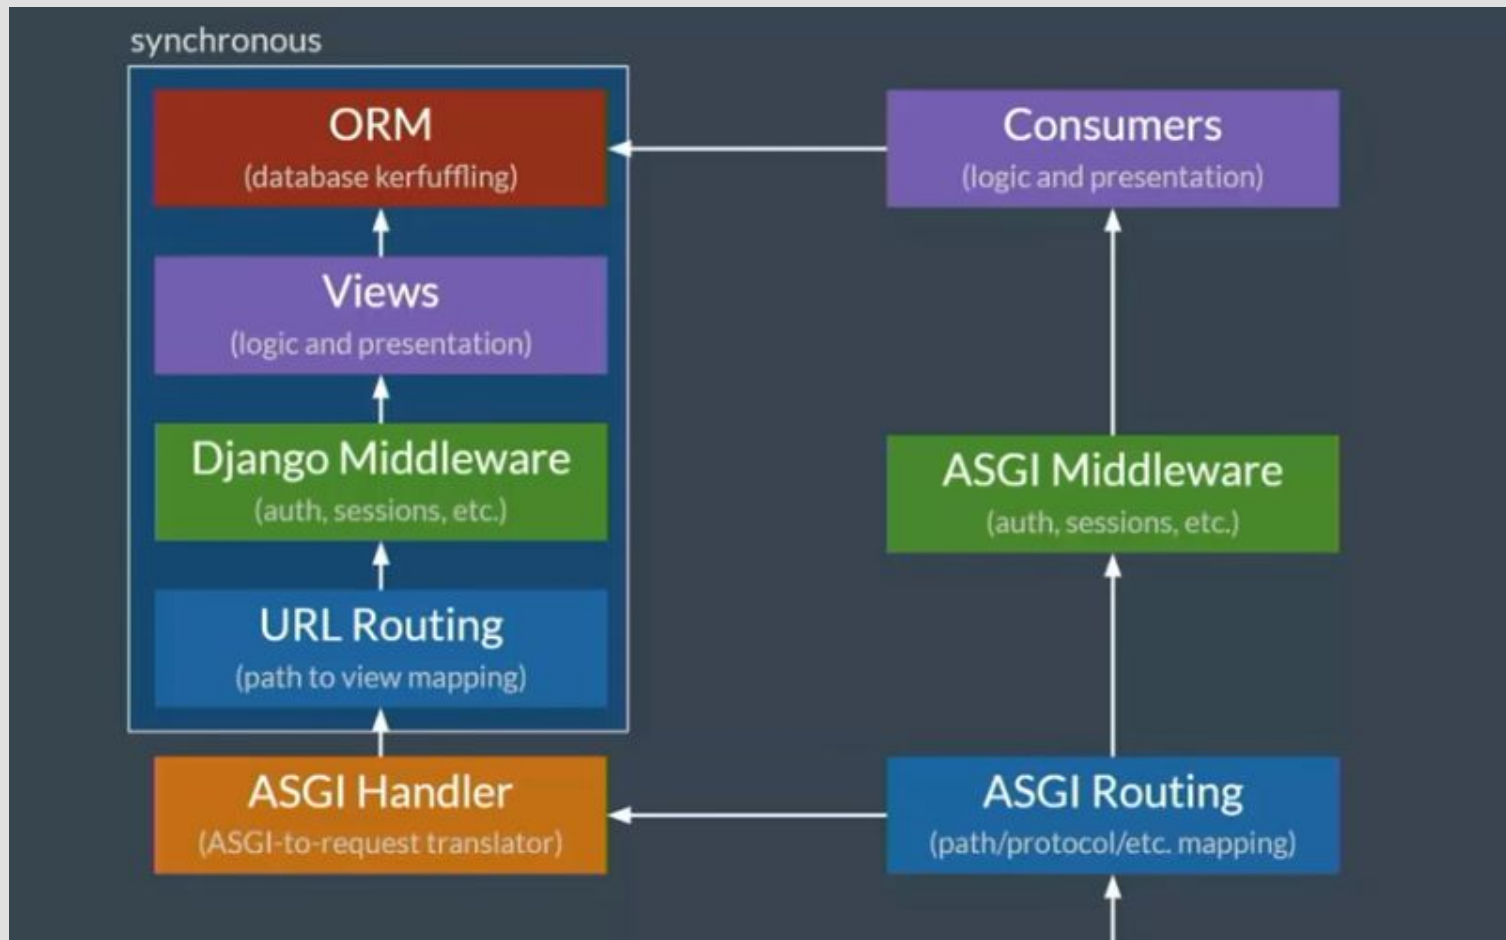 synchronous
ORM
(database kerfuffling)
Views
(logic and presentation)
Django Middleware
(auth, sessions, etc.)
URL Routing
(path to view mapping)
ASGI Handler
(ASGI-to-request translator)
Consumers
(logic and presentation)
ASGI Middleware
(auth, sessions, etc.)
ASGI Routing
(path/protocol/etc. mapping)